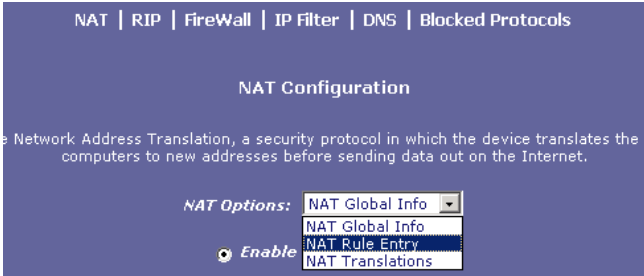 NAT | RIP | FireWall | IP Filter | DNS | Blocked Protocols
NAT Configuration
e Network Address Translation, a security protocol in which the device translates the
computers to new addresses before sending data out on the Internet.
NAT Options: NAT Global Info
NAT Global Info
NAT Rule Entry
Enable
NAT Translations